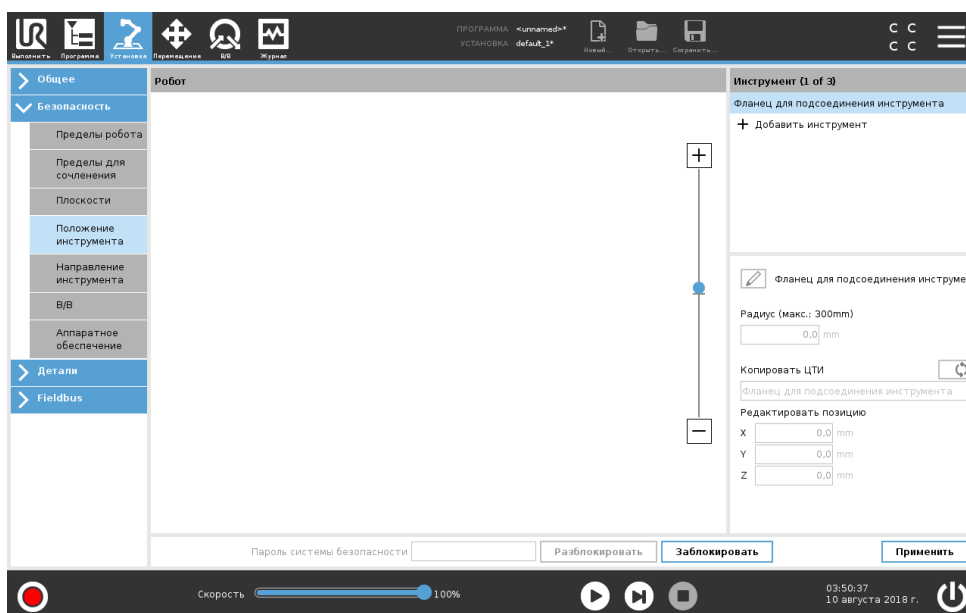 UR
ПРОГРАММА <unnamed>*
УСТАНОВКА default_1*
C C
C C
Выполнить Программа Установка Перемещение В/В Журнал Новый... Открыть... Сохранить...
Общее
Безопасность
Пределы робота
Пределы для
сочленения
Плоскости
Положение
инструмента
Направление
инструмента
В/В
Аппаратное
обеспечение
Детали
Fieldbus
Робот
Инструмент (1 of 3)
Фланец для подсоединения инструмента
Добавить инструмент
Фланец для подсоединения инструме
Радиус (макс.: 300mm)
0,0 mm
Копировать ЦТИ
Фланец для подсоединения инструмента
Редактировать позицию
X 0,0 mm
Y 0,0 mm
Z 0,0 mm
Пароль системы безопасности Разблокировать Заблокировать Применить
Скорость 100%
03:50:37
10 августа 2018 г.